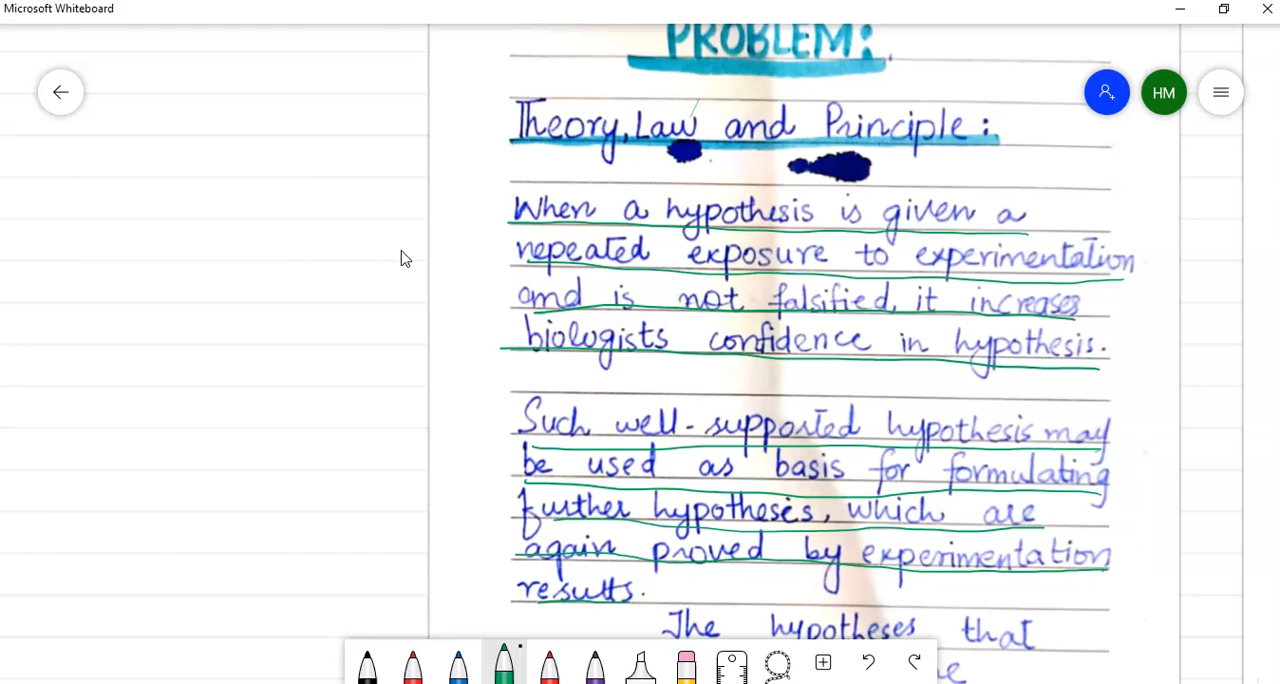 Microsoft Whiteboard
PROBLEM:
HM
Theory, Law and Principle:
When a hypothesis is given a
repeated exposure to experimentation
and is not falsified, it increases
biologists confidence in hypothesis.
Such well-supported hypothesis may
be used as basis for formulating
further hypotheses, which are
again proved by experimentation
results.
The hypotheses that